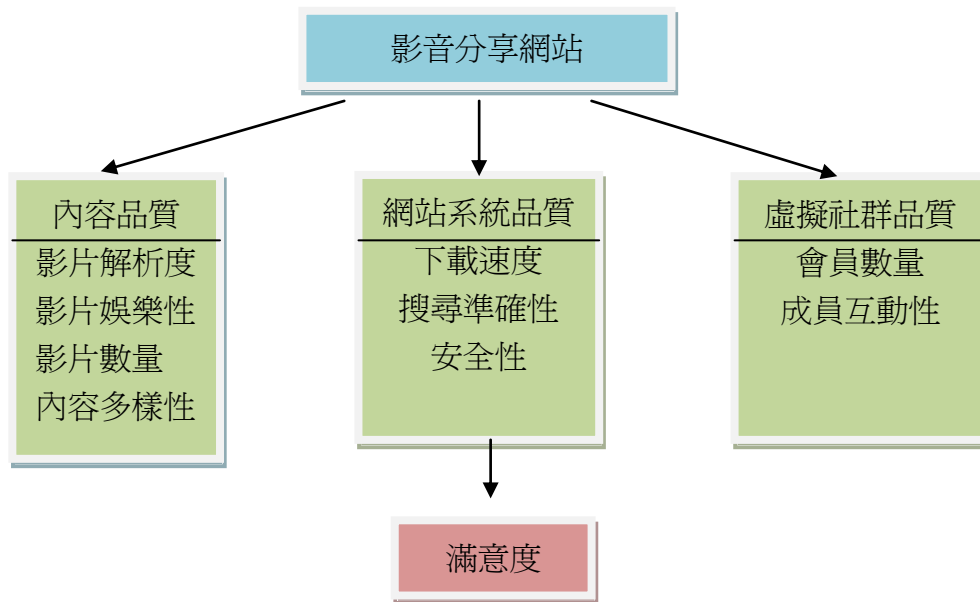 影音分享網站
內容品質
影片解析度
影片娛樂性
影片數量
內容多樣性
網站系統品質
下載速度
搜尋準確性
安全性
虛擬社群品質
會員數量
成員互動性
滿意度